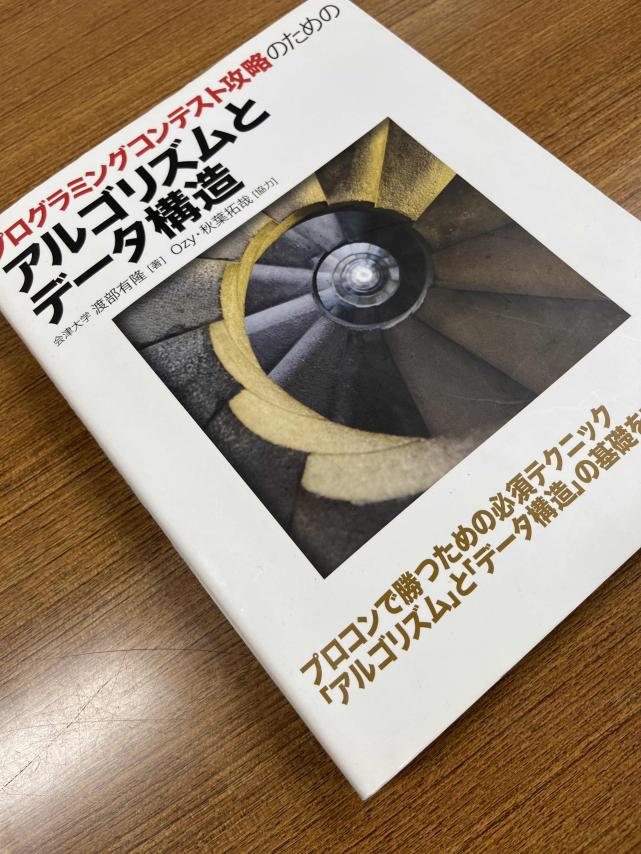 プログラミングコンテスト攻略のための
アルゴリズムと
データ構造
会津大学 渡部有隆 [著] Ozy・秋葉拓哉 [協力]
プロコンで勝つための必須テクニック
「アルゴリズム」と「データ構造」の基礎を